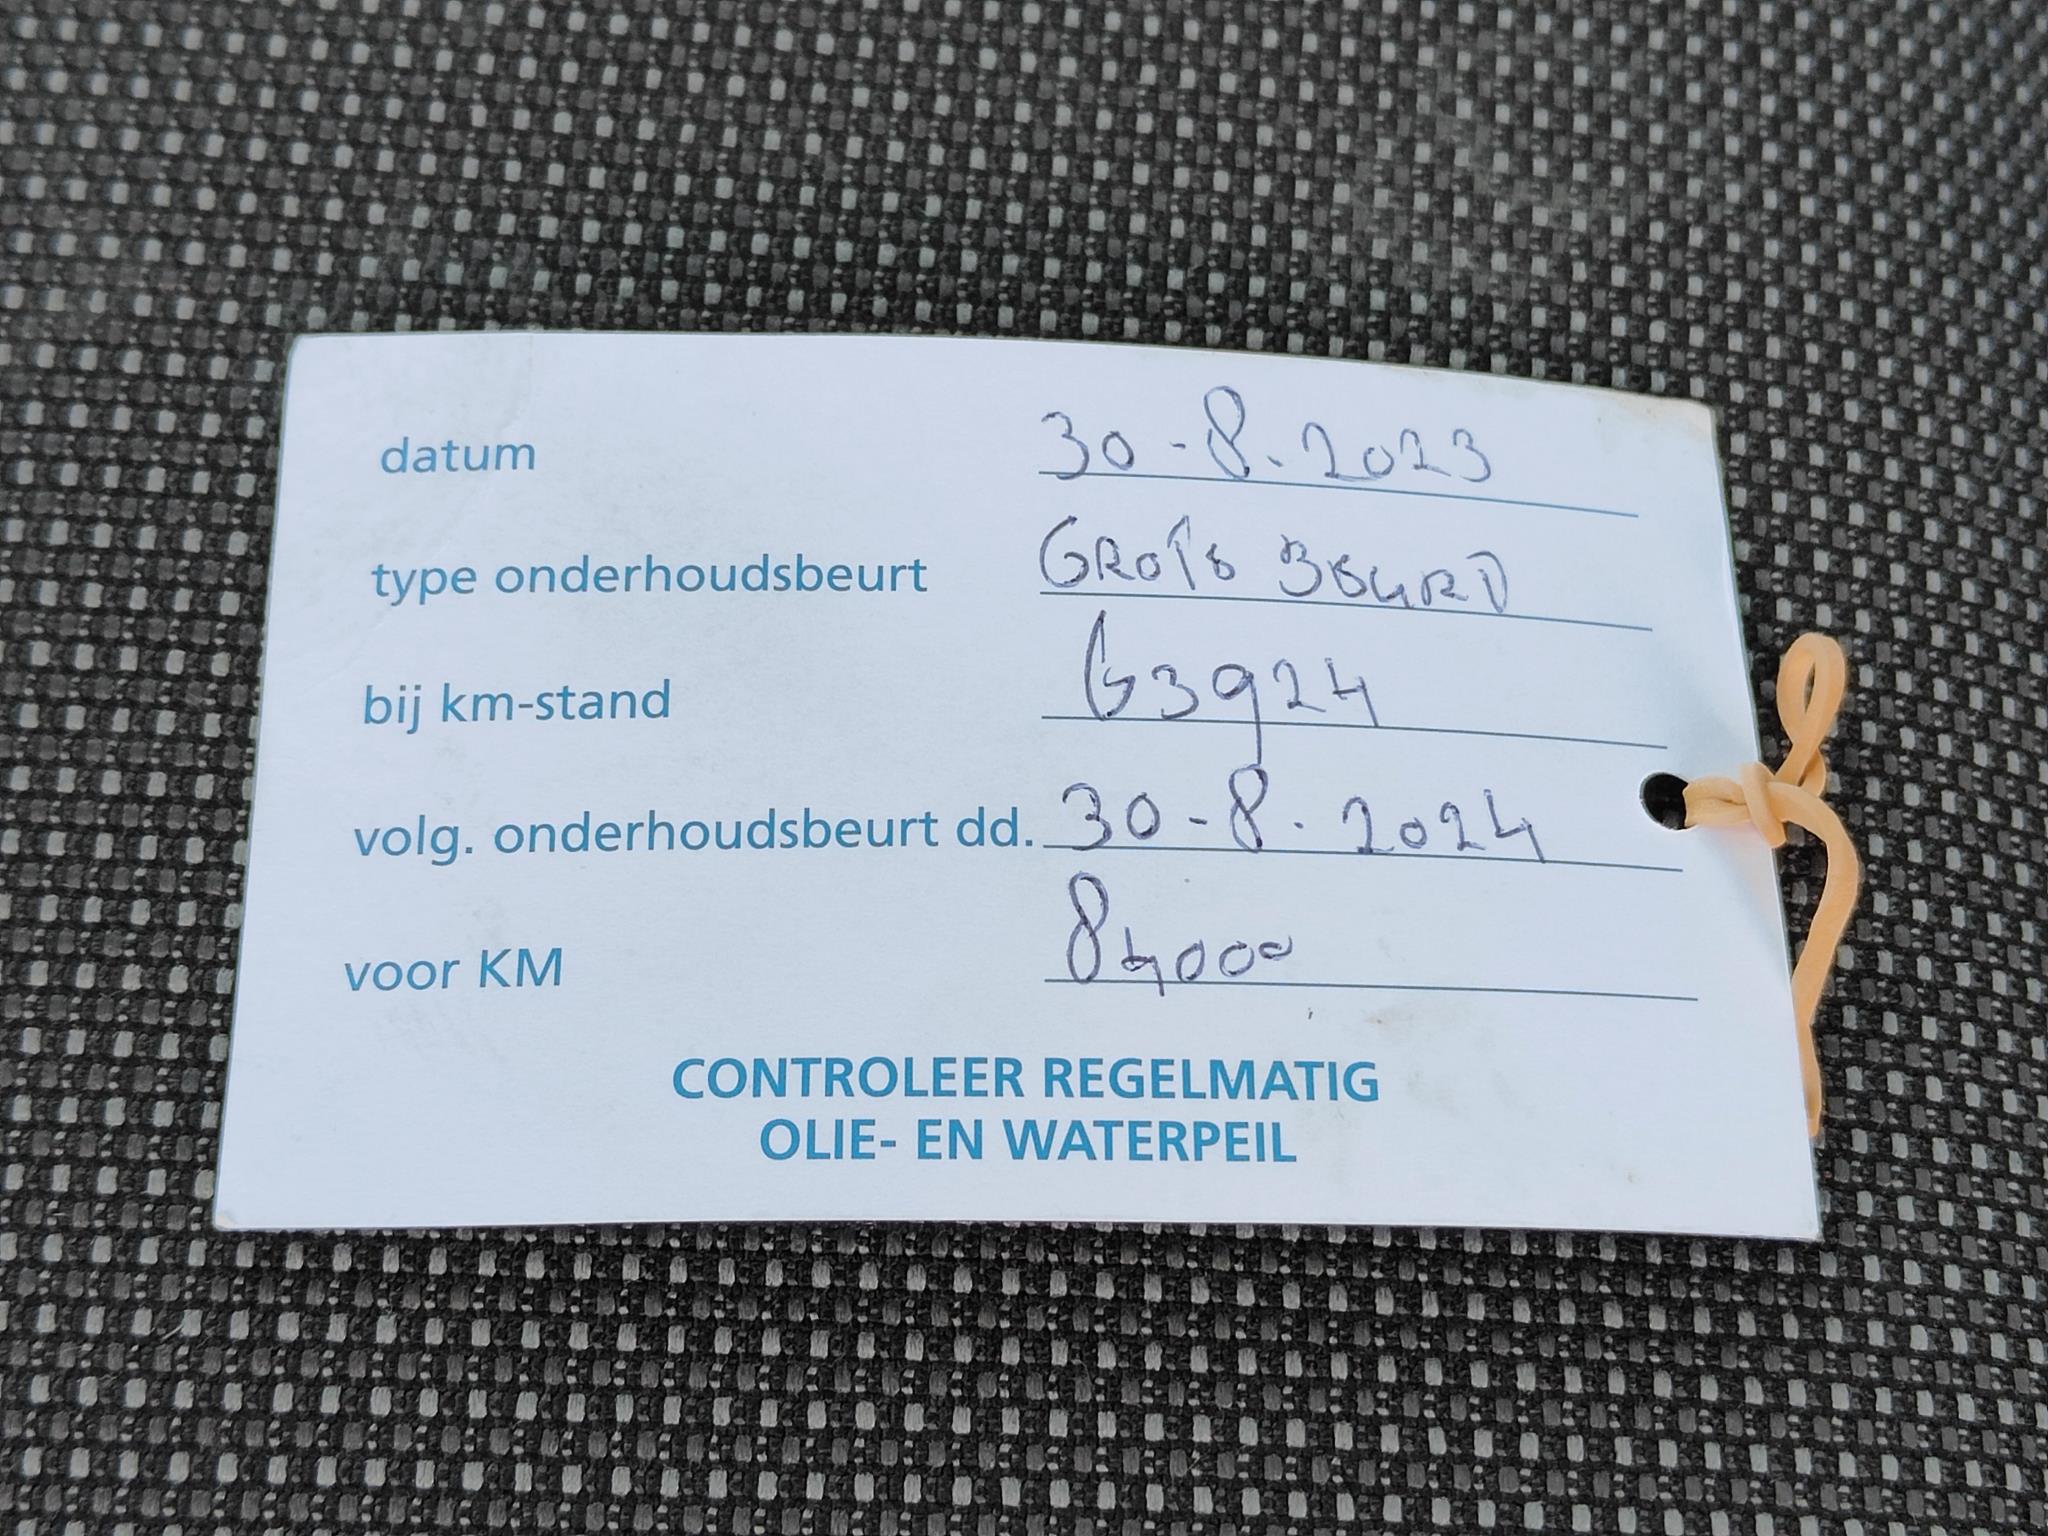 datum 30-8-2023
type onderhoudsbeurt GROTE BEURT
bij km-stand 63924
volg. onderhoudsbeurt dd. 30-8-2024
voor KM 84000
CONTROLEER REGELMATIG
OLIE- EN WATERPEIL